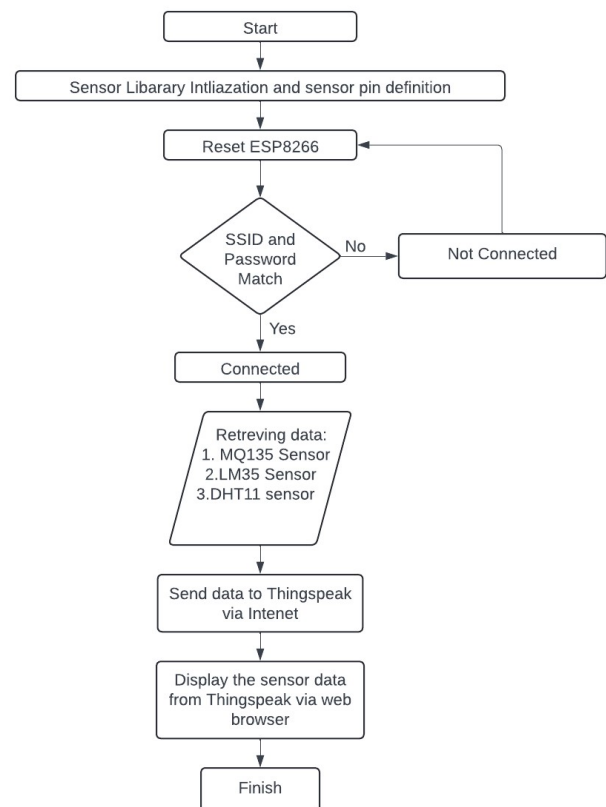 Start
Sensor Libarary Intliazation and sensor pin definition
Reset ESP8266
SSID and
Password
Match
No
Not Connected
Yes
Connected
Retreving data:
1. MQ135 Sensor
2.LM35 Sensor
3.DHT11 sensor
Send data to Thingspeak
via Intenet
Display the sensor data
from Thingspeak via web
browser
Finish